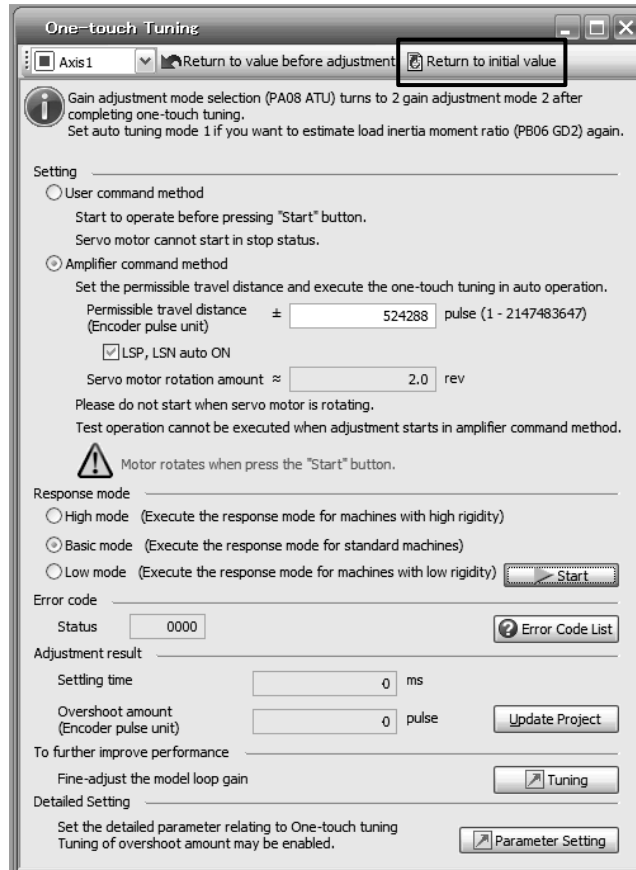 One-touch Tuning
Axis1 Return to value before adjustment Return to initial value
Gain adjustment mode selection (PA08 ATU) turns to 2 gain adjustment mode 2 after
completing one-touch tuning.
Set auto tuning mode 1 if you want to estimate load inertia moment ratio (PB06 GD2) again.
Setting
User command method
Start to operate before pressing "Start" button.
Servo motor cannot start in stop status.
Amplifier command method
Set the permissible travel distance and execute the one-touch tuning in auto operation.
Permissible travel distance ± 524288 pulse (1 - 2147483647)
(Encoder pulse unit)
LSP, LSN auto ON
Servo motor rotation amount ≈ 2.0 rev
Please do not start when servo motor is rotating.
Test operation cannot be executed when adjustment starts in amplifier command method.
Motor rotates when press the "Start" button.
Response mode
High mode (Execute the response mode for machines with high rigidity)
Basic mode (Execute the response mode for standard machines)
Low mode (Execute the response mode for machines with low rigidity) Start
Error code
Status 0000 Error Code List
Adjustment result
Settling time 0 ms
Overshoot amount 0 pulse Update Project
(Encoder pulse unit)
To further improve performance
Fine-adjust the model loop gain Tuning
Detailed Setting
Set the detailed parameter relating to One-touch tuning
Tuning of overshoot amount may be enabled. Parameter Setting